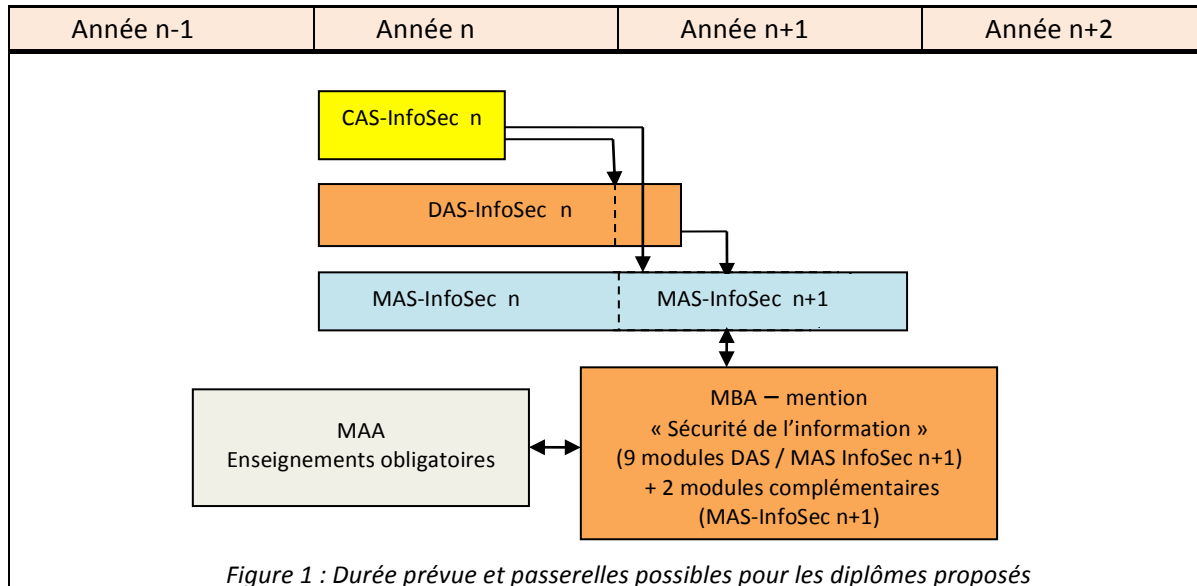 Année n-1
Année n
Année n+1
Année n+2
CAS-InfoSec n
DAS-InfoSec n
MAS-InfoSec n
MAS-InfoSec n+1
MAA
Enseignements obligatoires
MBA – mention
« Sécurité de l’information »
(9 modules DAS / MAS InfoSec n+1)
+ 2 modules complémentaires
(MAS-InfoSec n+1)
Figure 1 : Durée prévue et passerelles possibles pour les diplômes proposés